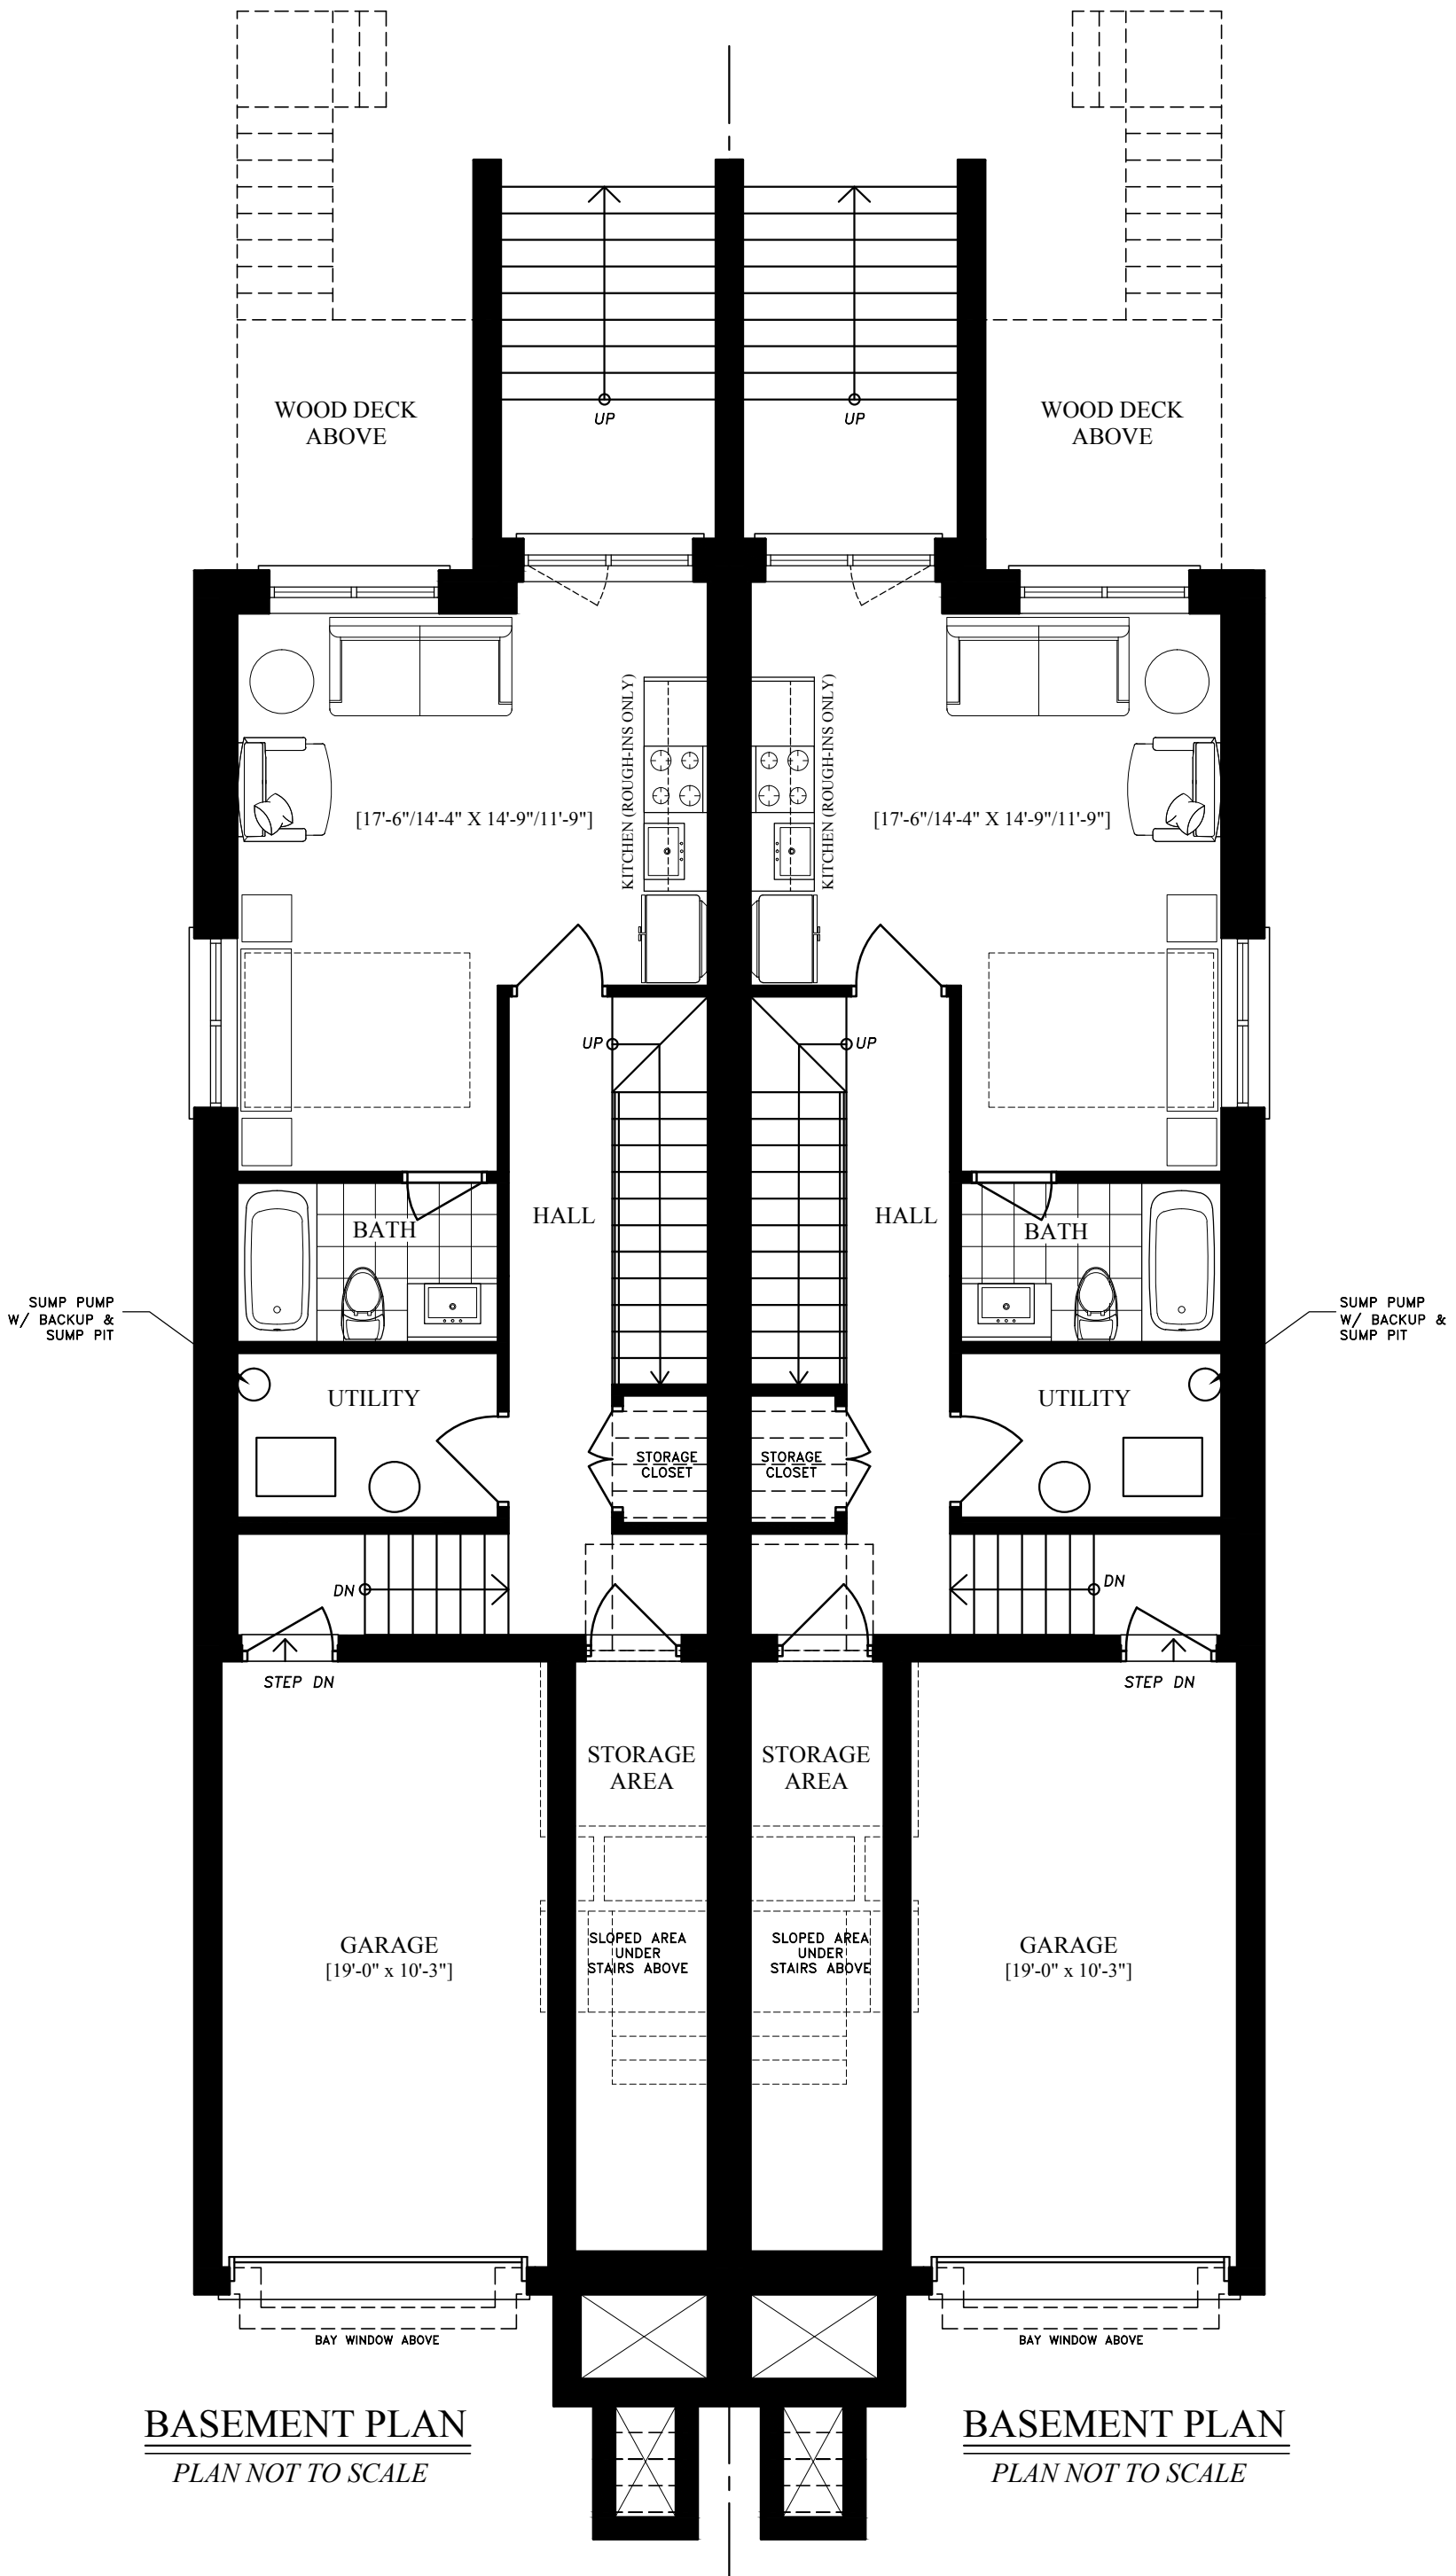 UP
UP
WOOD DECK
ABOVE
WOOD DECK
ABOVE
KITCHEN (ROUGH-INS ONLY)
KITCHEN (ROUGH-INS ONLY)
[17'-6"/14'-4" X 14'-9"/11'-9"]
[17'-6"/14'-4" X 14'-9"/11'-9"]
UP
UP
HALL
HALL
BATH
BATH
SUMP PUMP
W/ BACKUP &
SUMP PIT
SUMP PUMP
W/ BACKUP &
SUMP PIT
UTILITY
UTILITY
STORAGE
CLOSET
STORAGE
CLOSET
DN
DN
STEP DN
STEP DN
STORAGE
AREA
STORAGE
AREA
GARAGE
[19'-0" x 10'-3"]
SLOPED AREA
UNDER
STAIRS ABOVE
SLOPED AREA
UNDER
STAIRS ABOVE
GARAGE
[19'-0" x 10'-3"]
BAY WINDOW ABOVE
BAY WINDOW ABOVE
BASEMENT PLAN
PLAN NOT TO SCALE
BASEMENT PLAN
PLAN NOT TO SCALE